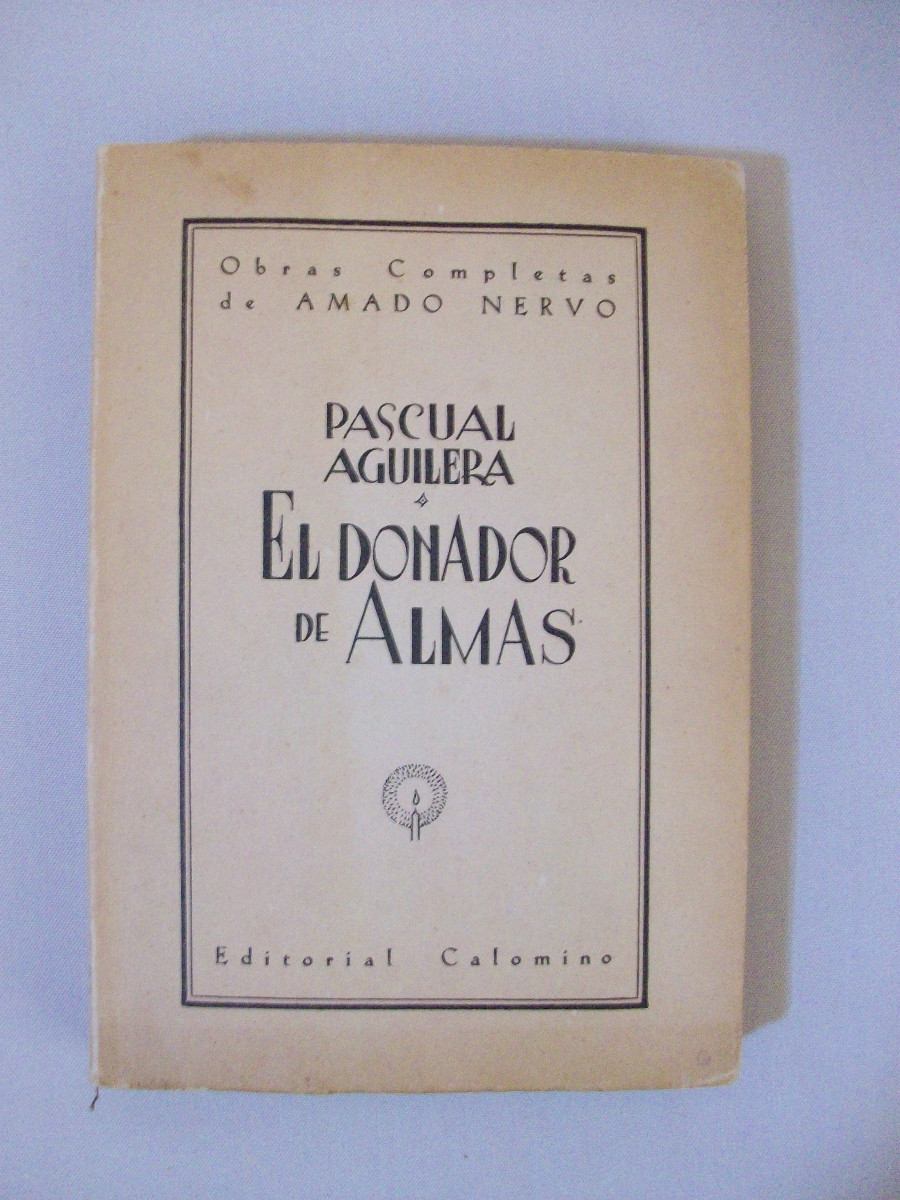 Obras Completas
de AMADO NERVO
PASCUAL
AGUILERA
EL DONADOR
DE ALMAS
Editorial Calomino